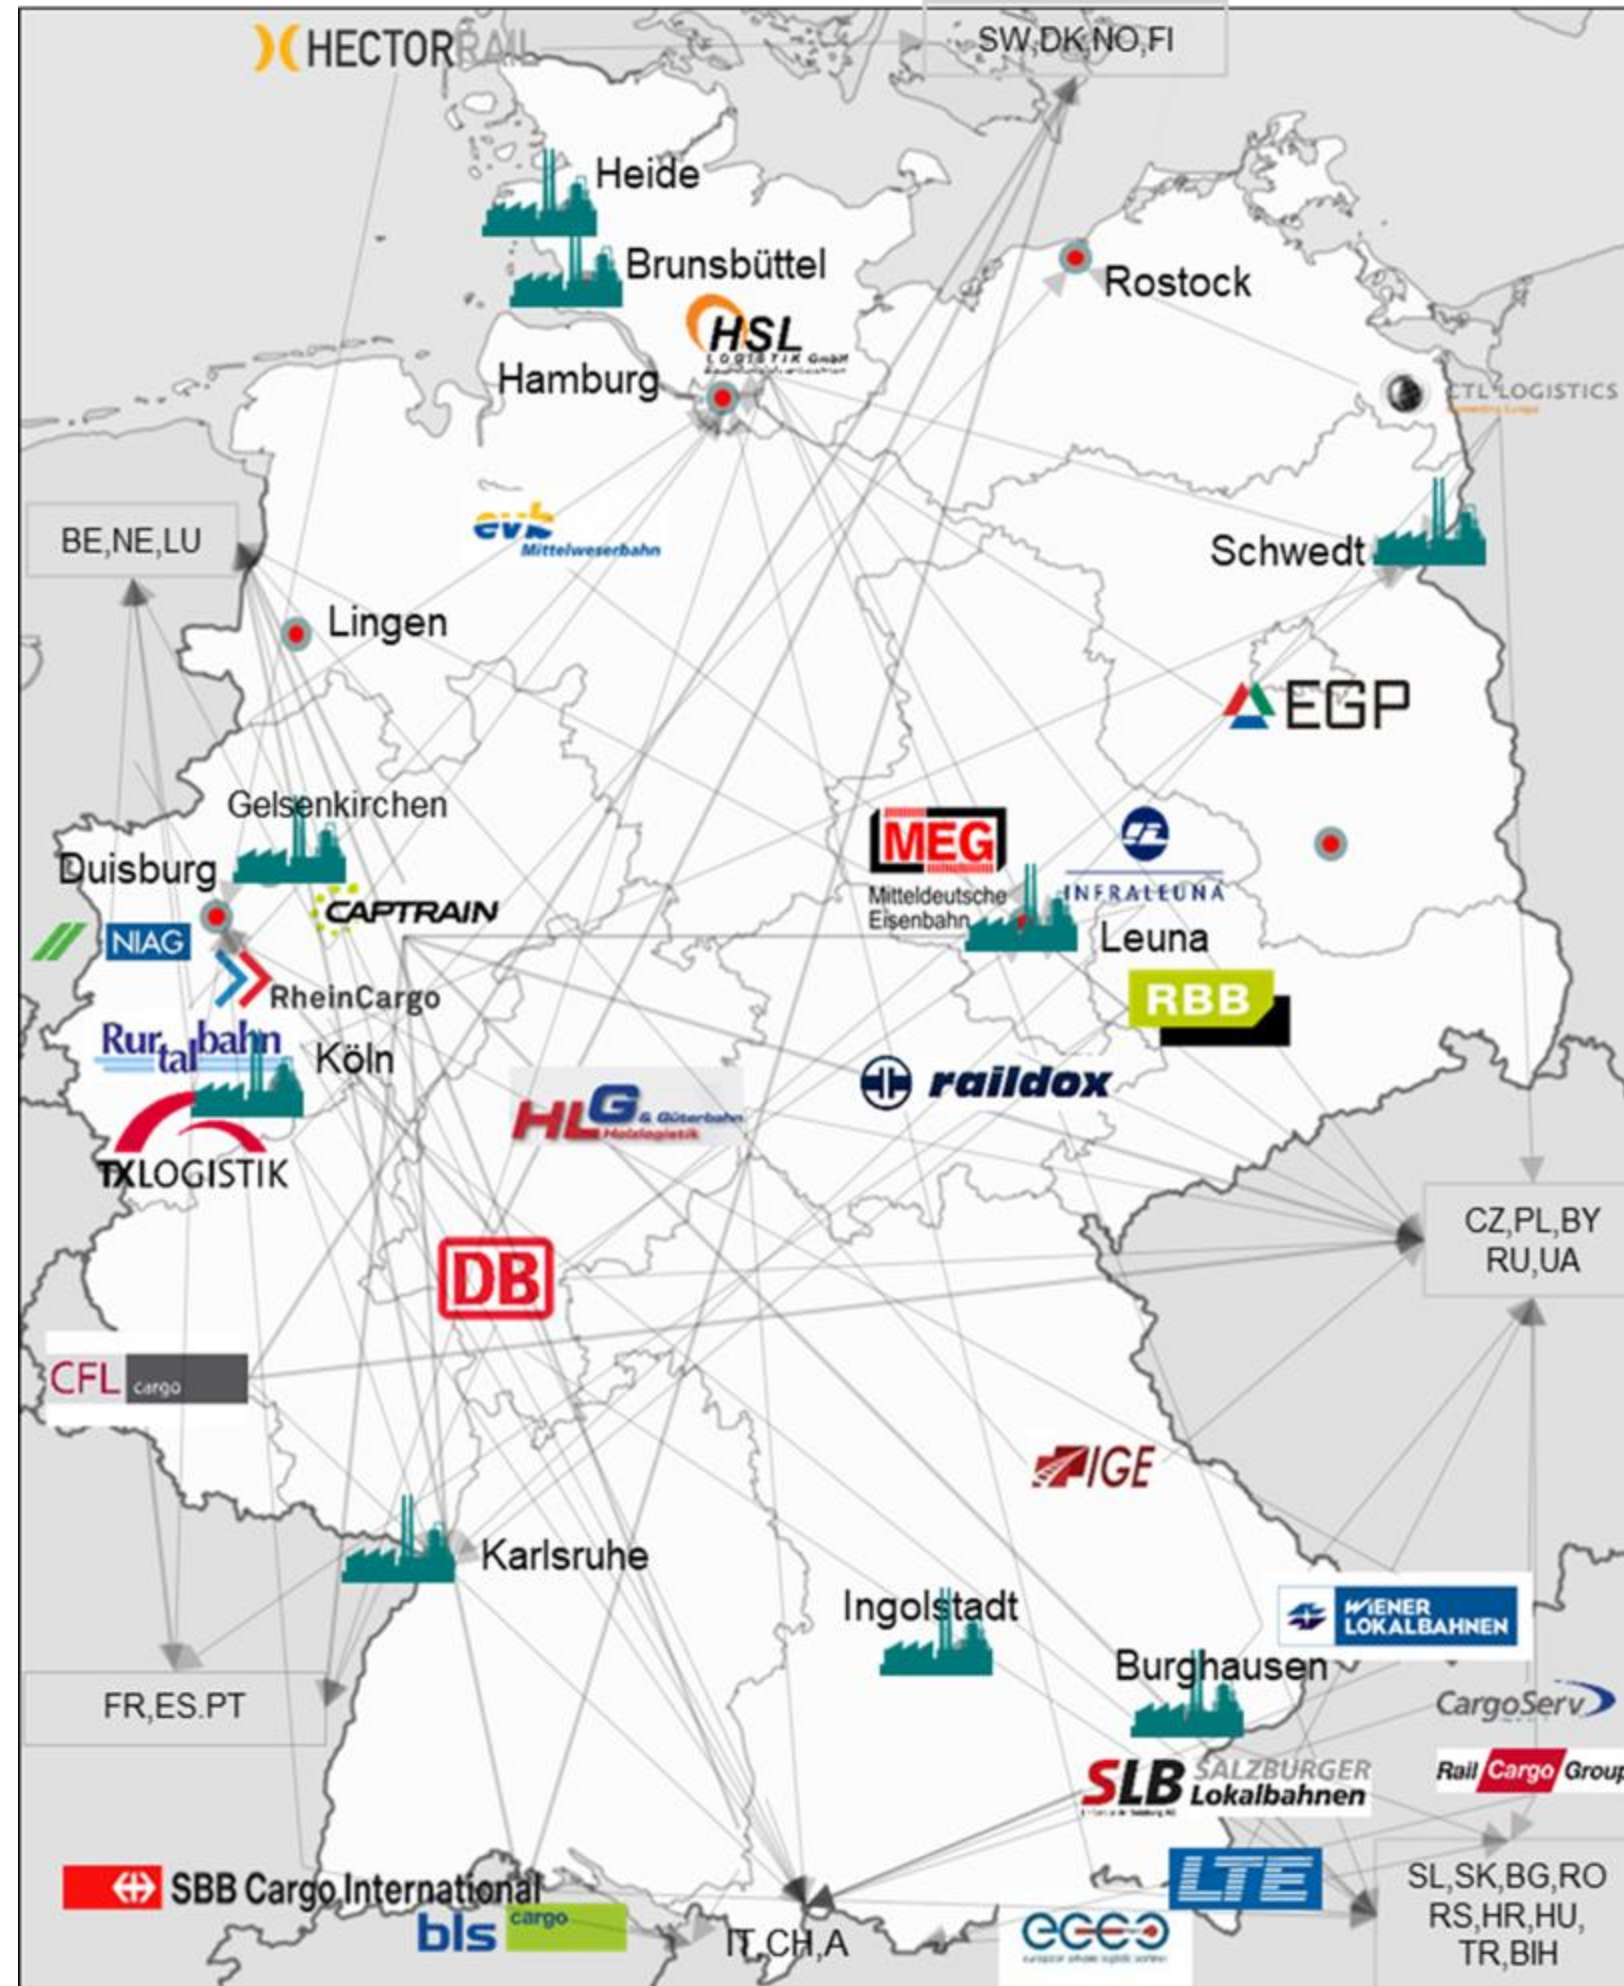 HECTORRAIL
SW,DK,NO,FI
Heide
Brunsbüttel
HSL
LOGISTIK GmbH
Rostock
Hamburg
CTL LOGISTICS
evb
Mittelweserbahn
BE,NE,LU
Schwedt
Lingen
EGP
Gelsenkirchen
MEG
Mitteldeutsche
Eisenbahn
INFRALEUNA
Duisburg
CAPTRAIN
NIAG
Leuna
RheinCargo
RBB
Rurtalbahn
Köln
raildox
HLG & Güterbahn
Holzlogistik
TXLOGISTIK
CZ,PL,BY
RU,UA
DB
CFL cargo
IGE
Karlsruhe
Ingolstadt
WIENER
LOKALBAHNEN
Burghausen
FR,ES.PT
CargoServ
SLB SALZBURGER
Lokalbahnen
Rail Cargo Group
LTE
SBB Cargo International
SL,SK,BG,RO
RS,HR,HU,
TR,BIH
bls cargo
IT,CH,A
ecco